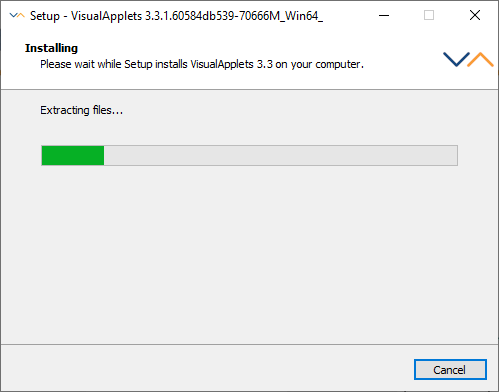 Setup - VisualApplets 3.3.1.60584db539-70666M_Win64_
Installing
Please wait while Setup installs VisualApplets 3.3 on your computer.
Extracting files...
Cancel